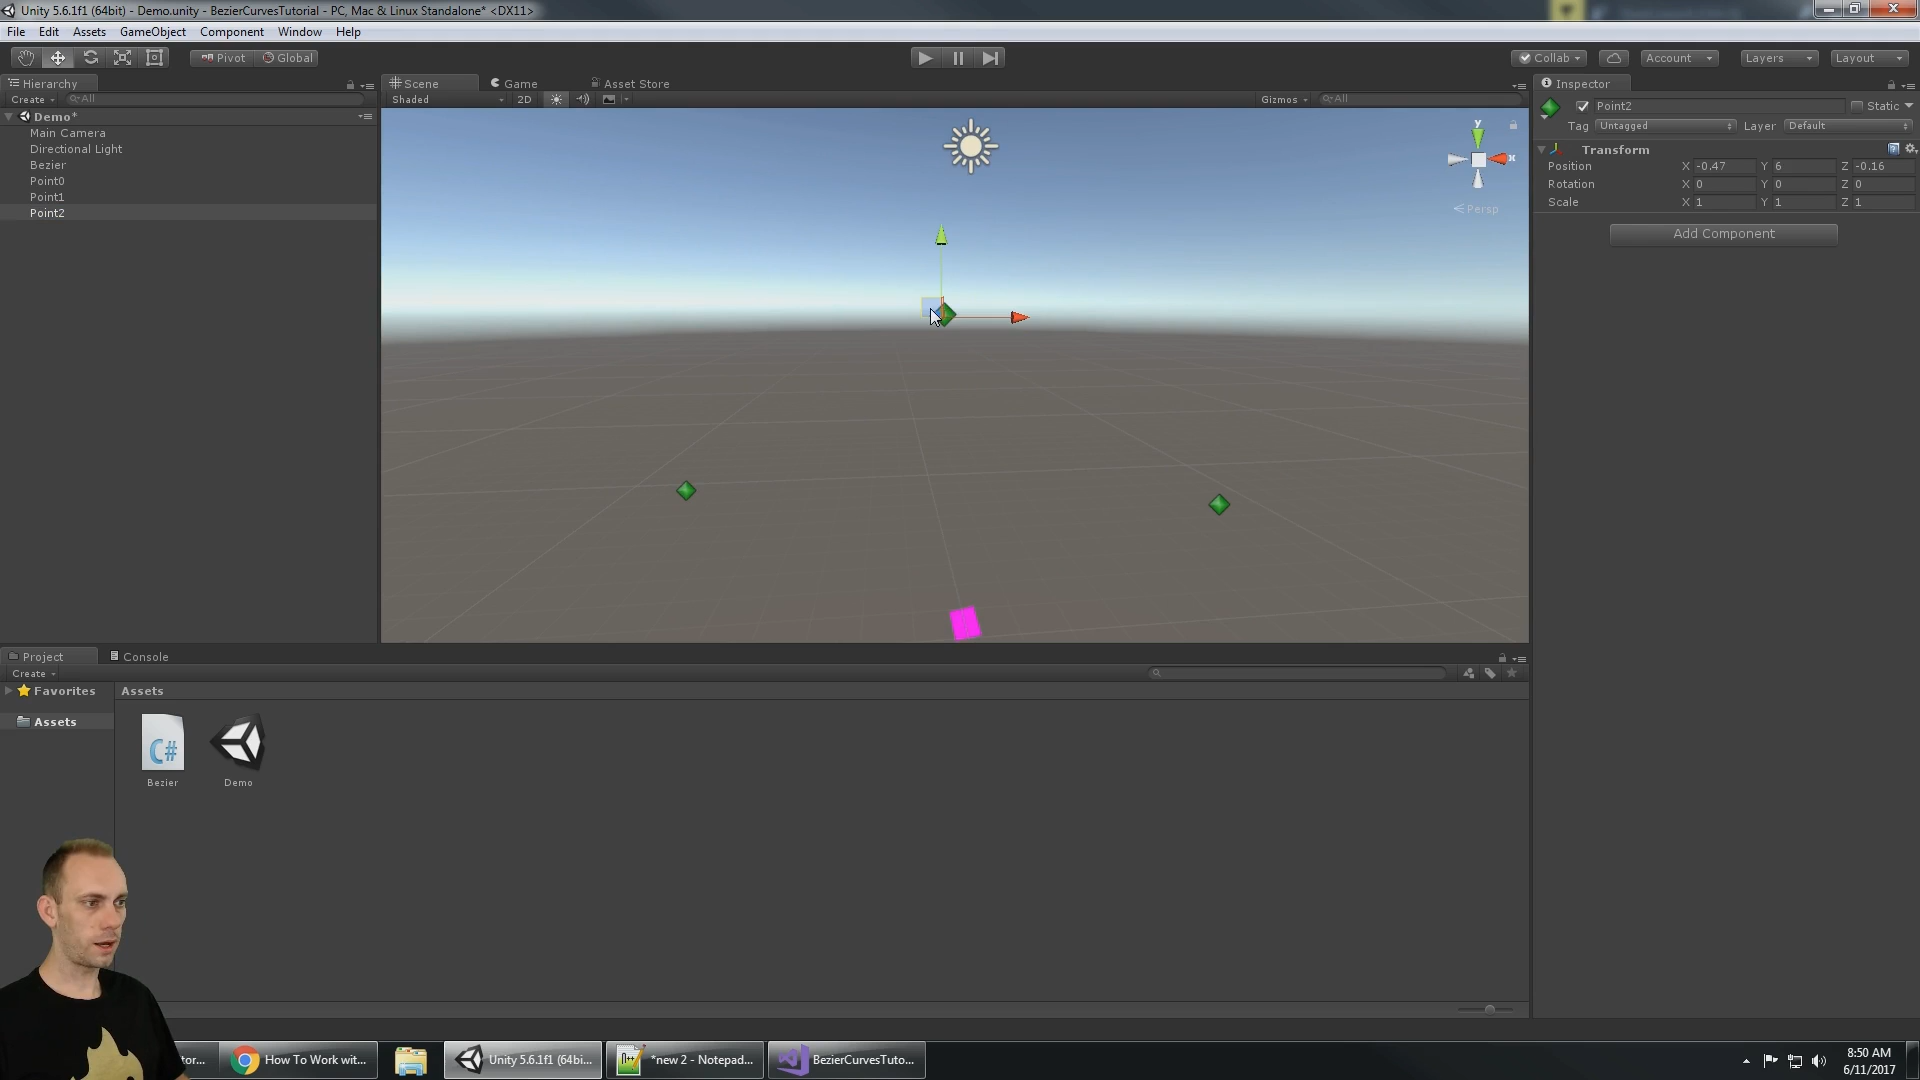 Unity 5.6.1f1 (64bit) - Demo.unity - BezierCurvesTutorial - PC, Mac & Linux Standalone* <DX11>
File Edit Assets GameObject Component Window Help
Pivot Global Collab Account Layers Layout
Hierarchy
Create All
Demo*
Main Camera
Directional Light
Bezier
Point0
Point1
Point2
Scene Game Asset Store
Shaded 2D Gizmos All
y
x
Persp
Inspector
Point2 Static
Tag Untagged Layer Default
Transform
Position X -0.47 Y 6 Z -0.16
Rotation X 0 Y 0 Z 0
Scale X 1 Y 1 Z 1
Add Component
Project Console
Create
Favorites
Assets
Assets
C#
Bezier Demo
tor... How To Work wit... Unity 5.6.1f1 (64bi... *new 2 - Notepad... BezierCurvesTuto...
8:50 AM
6/11/2017